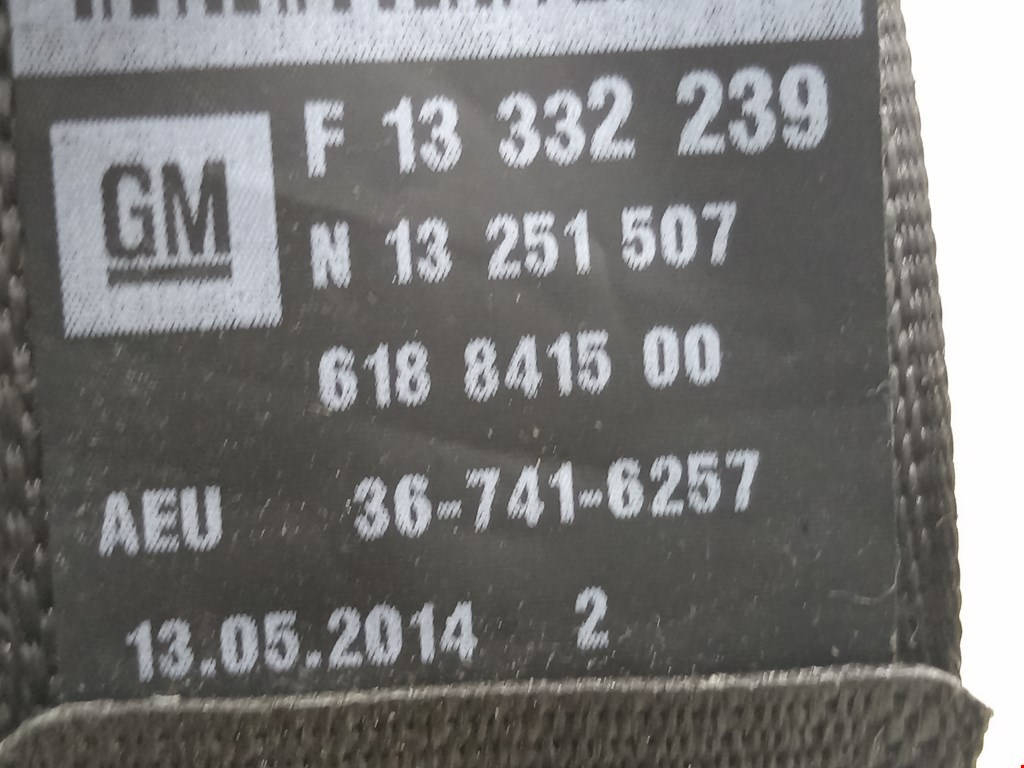 GM
F 13 332 239
N 13 251 507
618 8415 00
AEU 36-741-6257
13.05.2014 2